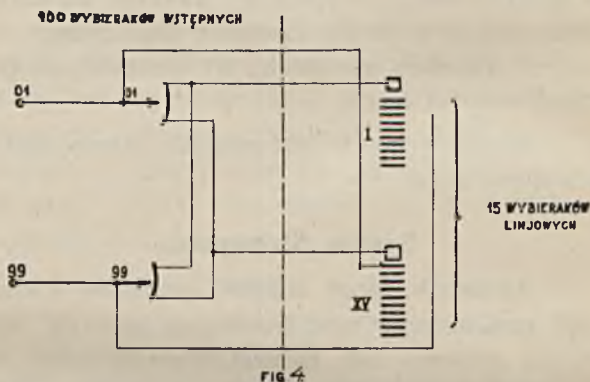 100 WYBIERAKÓW WSTĘPNYCH
01
01
I
15 WYBIERAKÓW
LINJOWYCH
99
99
XV
FIG 4